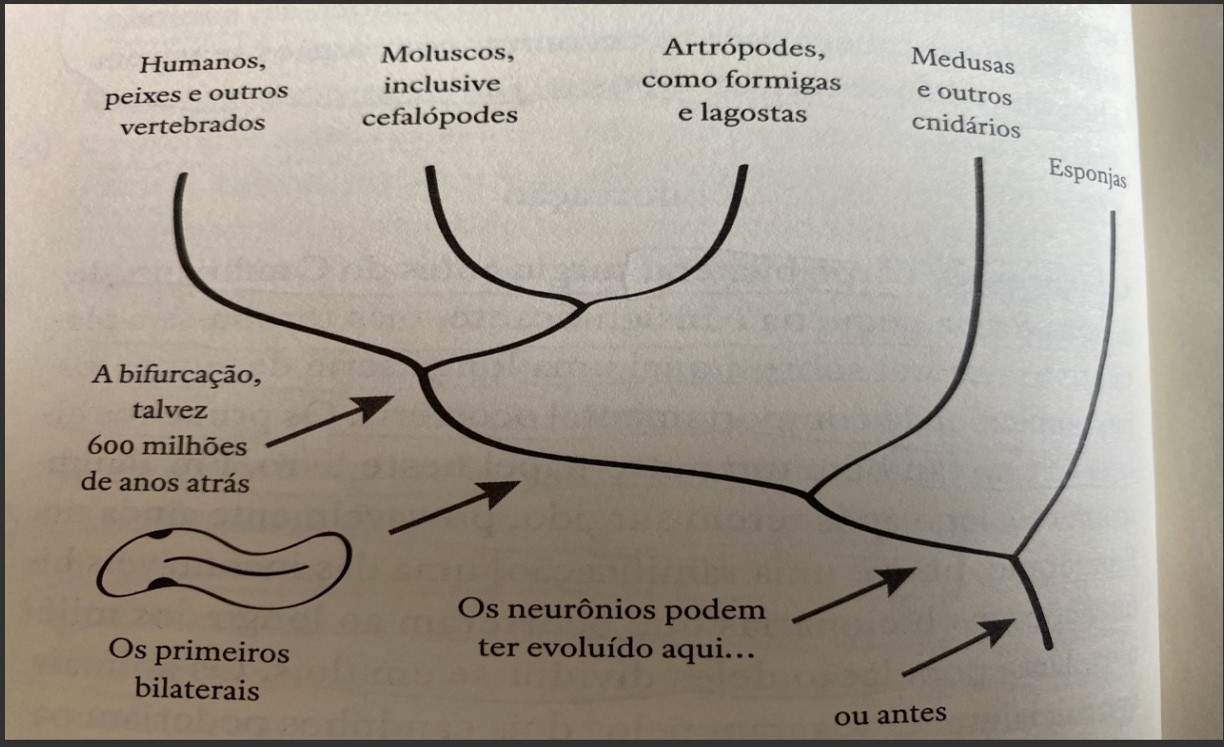 Humanos,
peixes e outros
vertebrados
Moluscos,
inclusive
cefalópodes
Artrópodes,
como formigas
e lagostas
Medusas
e outros
cnidários
Esponjas
A bifurcação,
talvez
600 milhões
de anos atrás
Os primeiros
bilaterais
Os neurônios podem
ter evoluído aqui...
ou antes